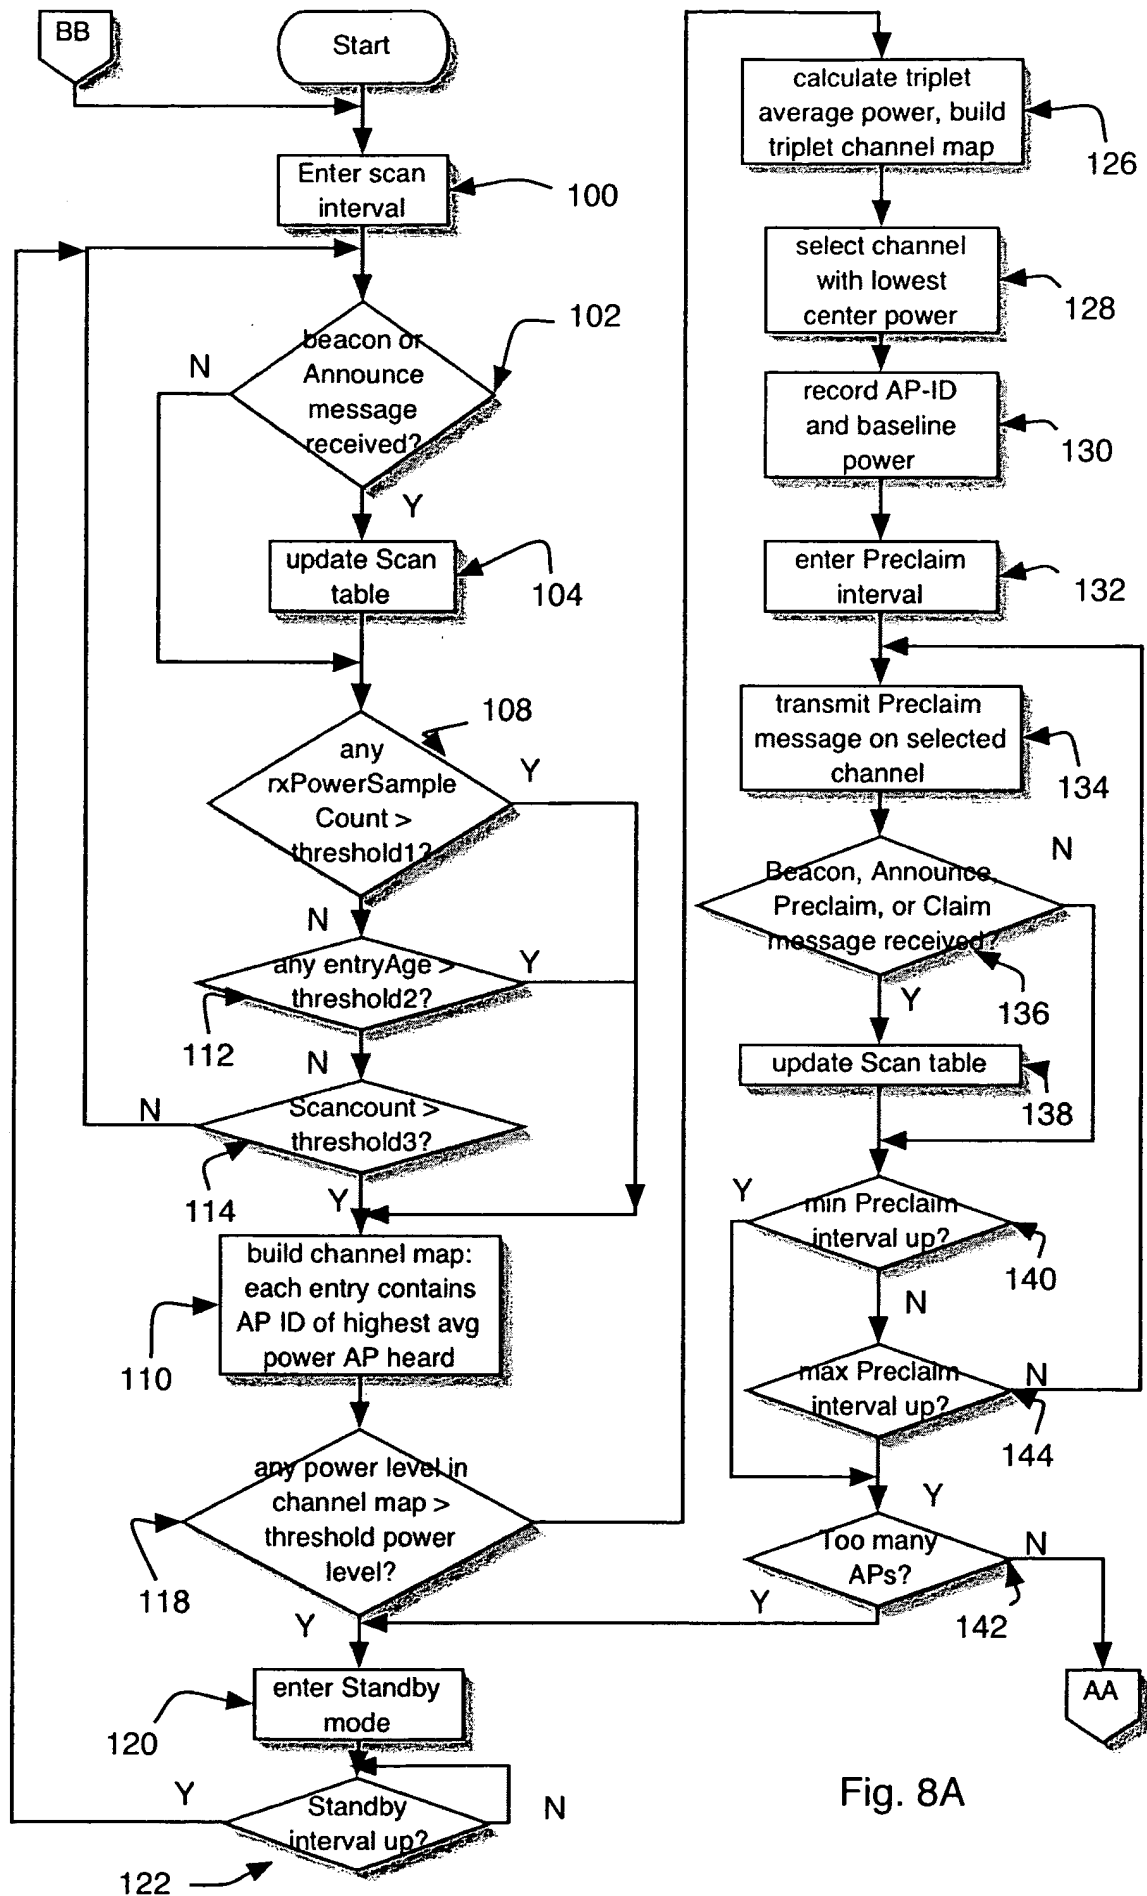 BB
Start
Enter scan
interval
100
102
beacon or
Announce
message
received?
N
Y
update Scan
table
104
108
any
rxPowerSample
Count >
threshold1?
Y
N
any entryAge >
threshold2?
Y
112
N
Scancount >
threshold3?
N
114
Y
build channel map:
each entry contains
AP ID of highest avg
power AP heard
110
any power level in
channel map >
threshold power
level?
118
Y
enter Standby
mode
120
Y
Standby
interval up?
N
122
calculate triplet
average power, build
triplet channel map
126
select channel
with lowest
center power
128
record AP-ID
and baseline
power
130
enter Preclaim
interval
132
transmit Preclaim
message on selected
channel
134
N
Beacon, Announce,
Preclaim, or Claim
message received?
136
Y
update Scan table
138
Y
min Preclaim
interval up?
140
N
max Preclaim
interval up?
N
144
Y
Too many
APs?
N
Y
142
AA
Fig. 8A